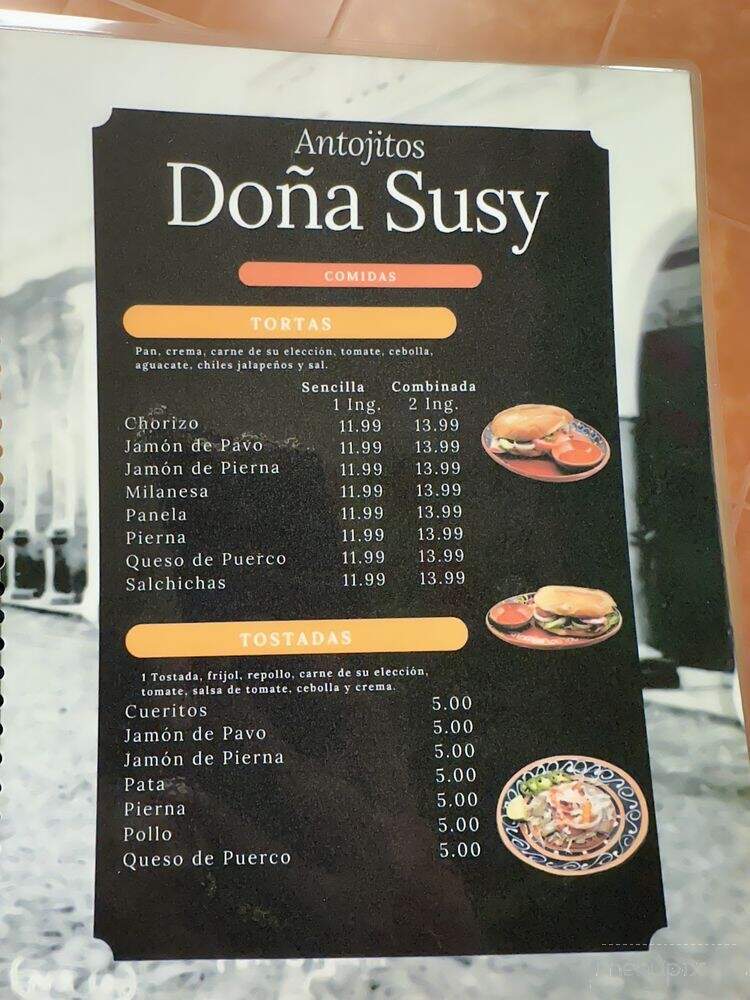 Antojitos
Doña Susy
COMIDAS
TORTAS
Pan, crema, carne de su elección, tomate, cebolla,
aguacate, chiles jalapeños y sal.
Sencilla Combinada
1 Ing. 2 Ing.
Chorizo 11.99 13.99
Jamón de Pavo 11.99 13.99
Jamón de Pierna 11.99 13.99
Milanesa 11.99 13.99
Panela 11.99 13.99
Pierna 11.99 13.99
Queso de Puerco 11.99 13.99
Salchichas 11.99 13.99
TOSTADAS
1 Tostada, frijol, repollo, carne de su elección,
tomate, salsa de tomate, cebolla y crema.
Cueritos 5.00
Jamón de Pavo 5.00
Jamón de Pierna 5.00
Pata 5.00
Pierna 5.00
Pollo 5.00
Queso de Puerco 5.00
menupix